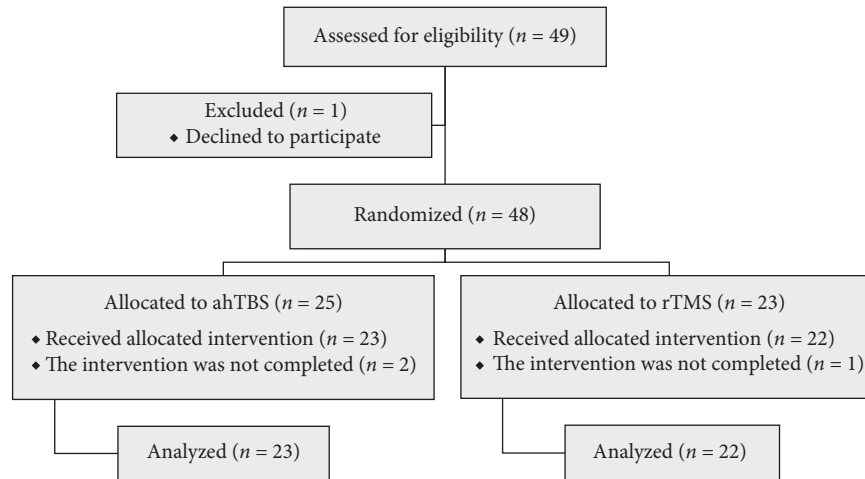 Assessed for eligibility (n = 49)
Excluded (n = 1)
◆ Declined to participate
Randomized (n = 48)
Allocated to ahTBS (n = 25)
◆ Received allocated intervention (n = 23)
◆ The intervention was not completed (n = 2)
Allocated to rTMS (n = 23)
◆ Received allocated intervention (n = 22)
◆ The intervention was not completed (n = 1)
Analyzed (n = 23)
Analyzed (n = 22)